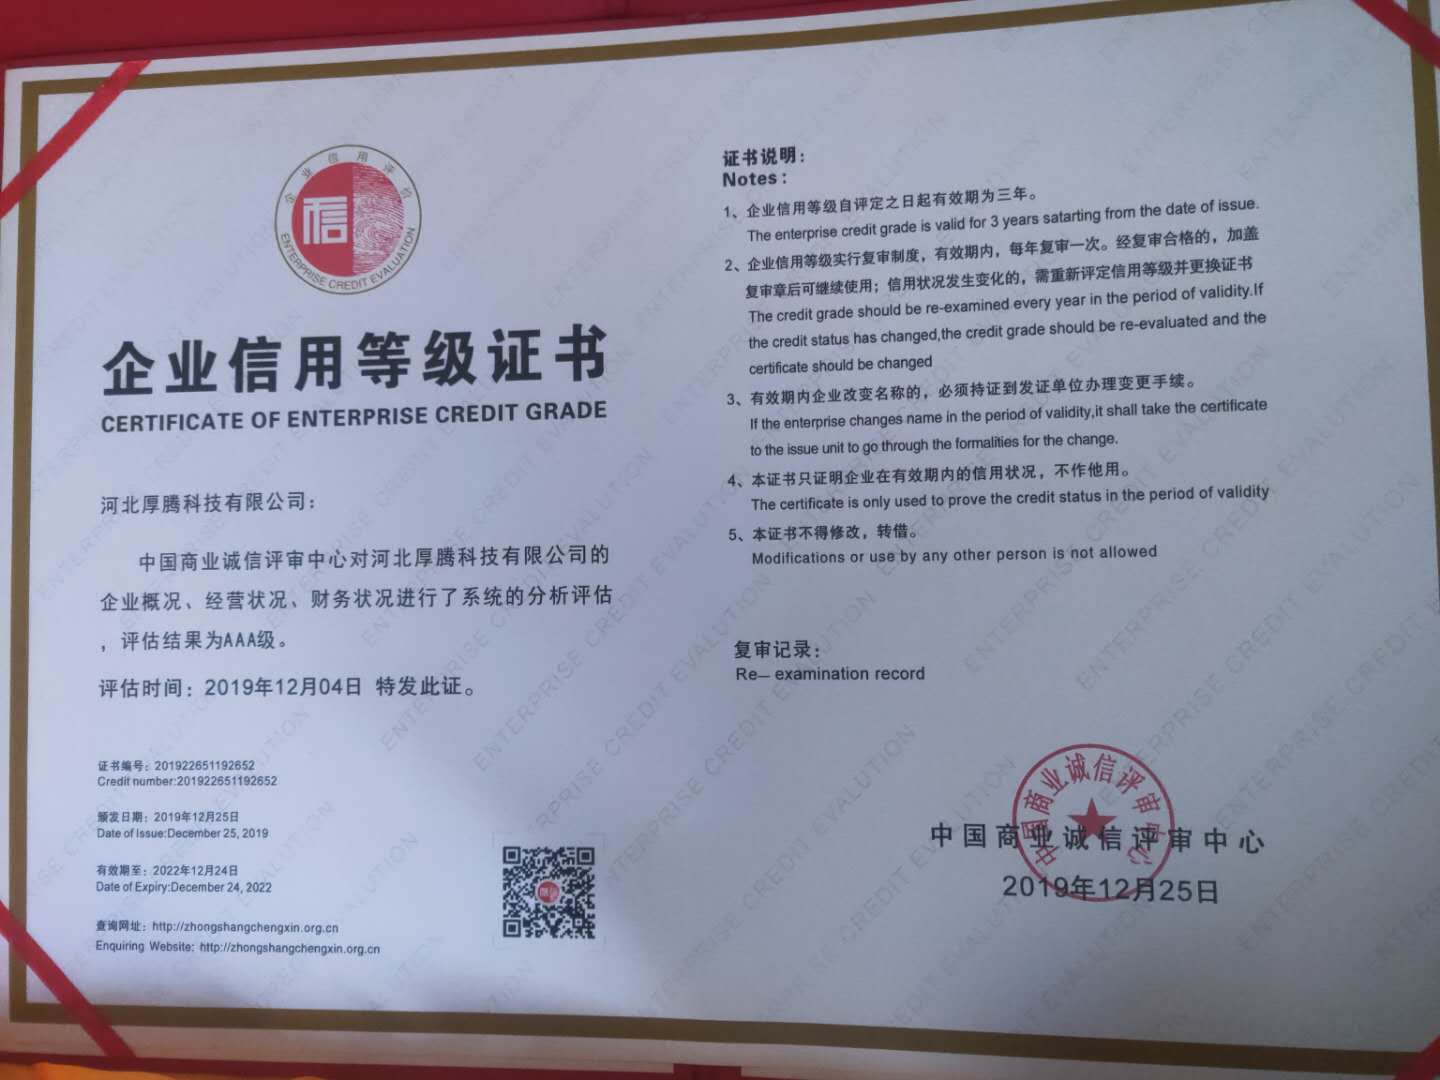 企业信用评价
信
ENTERPRISE CREDIT EVALUATION
企业信用等级证书
CERTIFICATE OF ENTERPRISE CREDIT GRADE
河北厚腾科技有限公司：
中国商业诚信评审中心对河北厚腾科技有限公司的
企业概况、经营状况、财务状况进行了系统的分析评估
，评估结果为AAA级。
评估时间：2019年12月04日 特发此证。
证书编号：201922651192652
Credit number:201922651192652
颁发日期：2019年12月25日
Date of Issue:December 25, 2019
有效期至：2022年12月24日
Date of Expiry:December 24, 2022
查询网址：http://zhongshangchengxin.org.cn
Enquiring Website: http://zhongshangchengxin.org.cn
证书说明：
Notes：
1、企业信用等级自评定之日起有效期为三年。
The enterprise credit grade is valid for 3 years satarting from the date of issue.
2、企业信用等级实行复审制度，有效期内，每年复审一次。经复审合格的，加盖
复审章后可继续使用；信用状况发生变化的，需重新评定信用等级并更换证书
The credit grade should be re-examined every year in the period of validity.If
the credit status has changed,the credit grade should be re-evaluated and the
certificate should be changed
3、有效期内企业改变名称的，必须持证到发证单位办理变更手续。
If the enterprise changes name in the period of validity,it shall take the certificate
to the issue unit to go through the formalities for the change.
4、本证书只证明企业在有效期内的信用状况，不作他用。
The certificate is only used to prove the credit status in the period of validity
5、本证书不得修改，转借。
Modifications or use by any other person is not allowed
复审记录：
Re— examination record
中国商业诚信评审中心
中国商业诚信评审中心
2019年12月25日
ENTERPRISE CREDIT EVALUTION